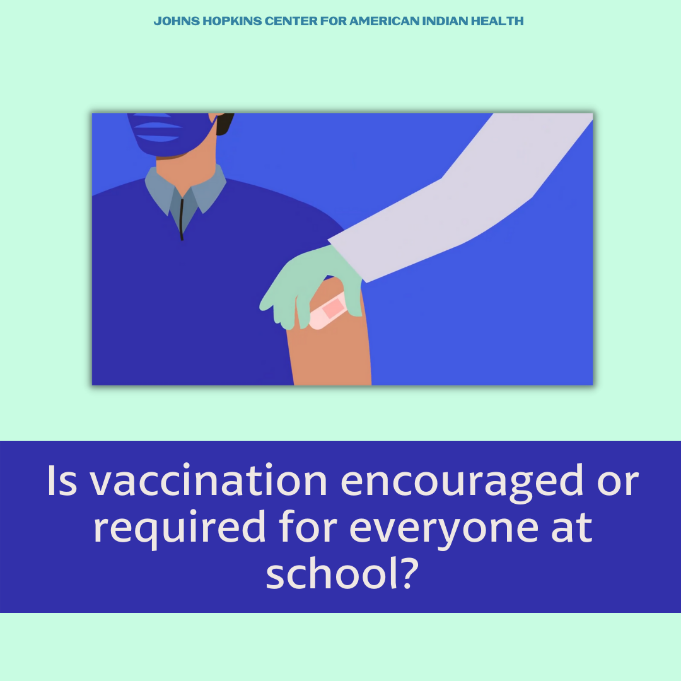 JOHNS HOPKINS CENTER FOR AMERICAN INDIAN HEALTH
Is vaccination encouraged or
required for everyone at
school?